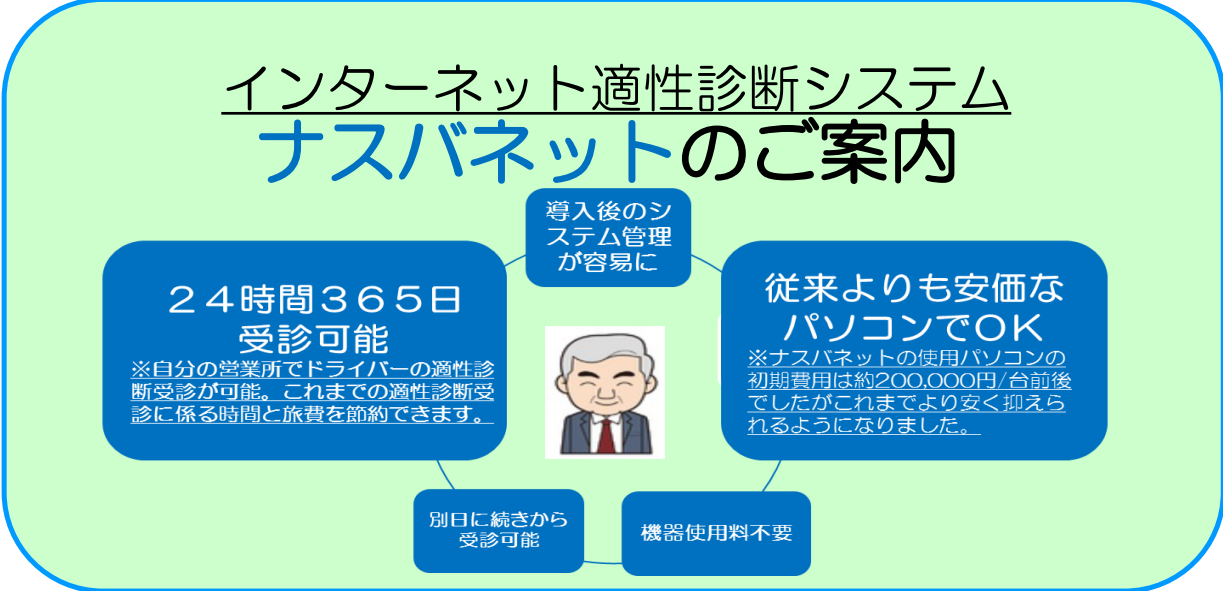 インターネット適性診断システム
ナスバネットのご案内
導入後のシ
ステム管理
が容易に
２４時間３６５日
受診可能
※自分の営業所でドライバーの適性診
断受診が可能。これまでの適性診断受
診に係る時間と旅費を節約できます。
従来よりも安価な
パソコンでOK
※ナスバネットの使用パソコンの
初期費用は約200,000円/台前後
でしたがこれまでより安く抑えら
れるようになりました。
別日に続きから
受診可能
機器使用料不要